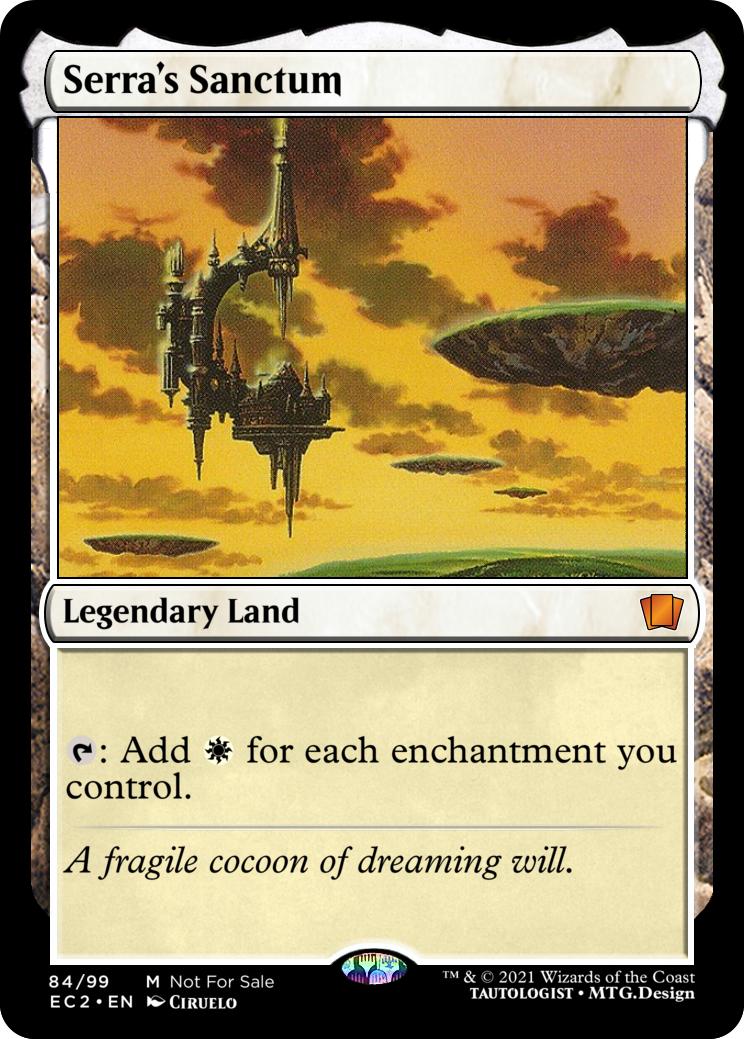 Serra's Sanctum
Legendary Land
: Add for each enchantment you
control.
A fragile cocoon of dreaming will.
84/99 M Not For Sale
EC2 • EN CIRUELO
™ & © 2021 Wizards of the Coast
TAUTOLOGIST • MTG.Design